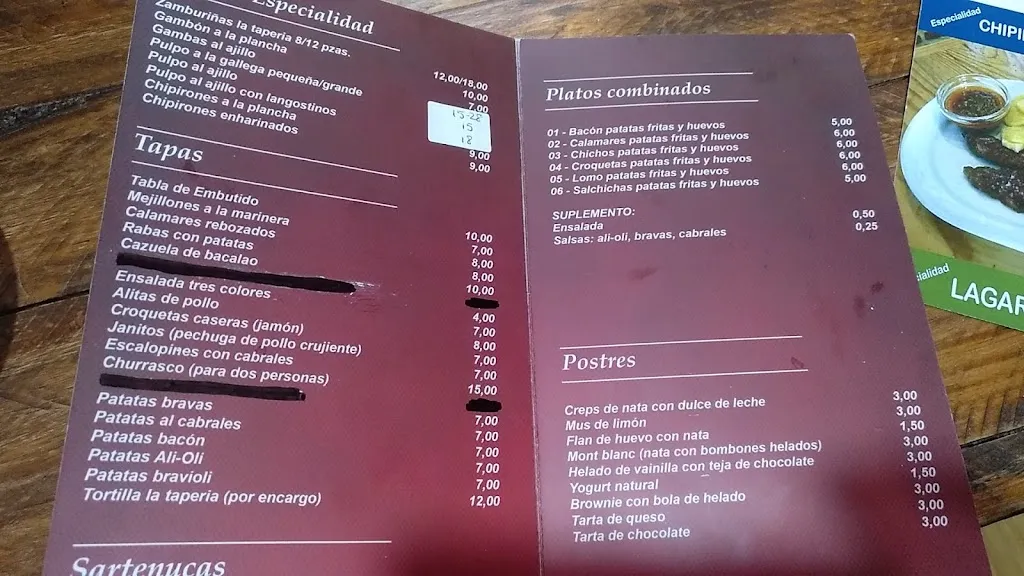 Especialidad
Zamburiñas la taperia 8/12 pzas. 12,00/18,00
Gambón a la plancha 10,00
Gambas al ajillo 7,00
Pulpo a la gallega pequeña/grande
Pulpo al ajillo 15
Pulpo al ajillo con langostinos 18
Chipirones a la plancha 9,00
Chipirones enharinados 9,00
Tapas
Tabla de Embutido 10,00
Mejillones a la marinera 7,00
Calamares rebozados 8,00
Rabas con patatas 8,00
Cazuela de bacalao 10,00
Ensalada tres colores 4,00
Alitas de pollo 7,00
Croquetas caseras (jamón) 8,00
Janitos (pechuga de pollo crujiente) 7,00
Escalopines con cabrales 7,00
Churrasco (para dos personas) 15,00
Patatas bravas 7,00
Patatas al cabrales 7,00
Patatas bacón 7,00
Patatas Ali-Oli 7,00
Patatas bravioli 7,00
Tortilla la taperia (por encargo) 12,00
Sartenucas
Platos combinados
01 - Bacón patatas fritas y huevos 5,00
02 - Calamares patatas fritas y huevos 6,00
03 - Chichos patatas fritas y huevos 6,00
04 - Croquetas patatas fritas y huevos 6,00
05 - Lomo patatas fritas y huevos 6,00
06 - Salchichas patatas fritas y huevos 5,00
SUPLEMENTO:
Ensalada 0,50
Salsas: ali-oli, bravas, cabrales 0,25
Postres
Creps de nata con dulce de leche 3,00
Mus de limón 3,00
Flan de huevo con nata 1,50
Mont blanc (nata con bombones helados) 3,00
Helado de vainilla con teja de chocolate 3,00
Yogurt natural 1,50
Brownie con bola de helado 3,00
Tarta de queso 3,00
Tarta de chocolate 3,00
Especialidad